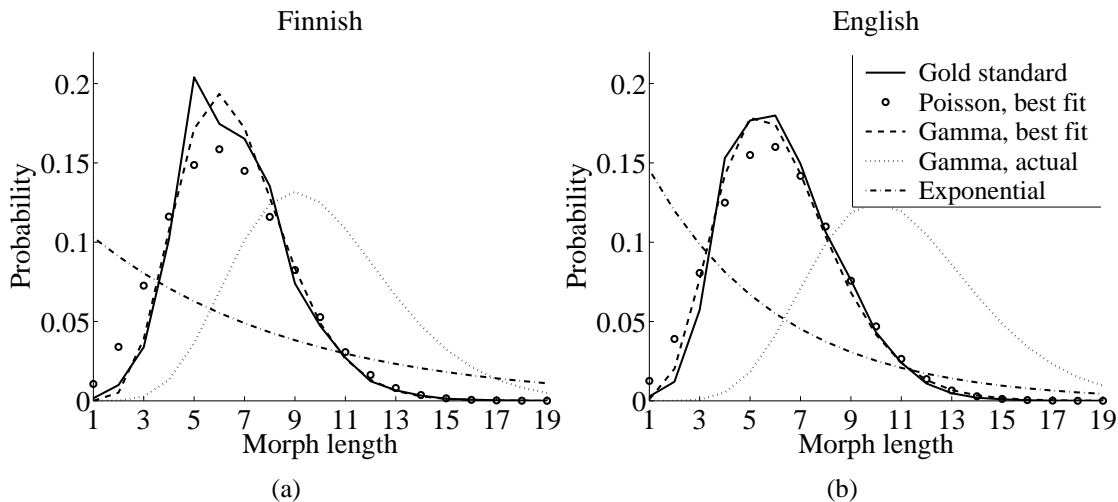 Finnish
0.2
0.15
0.1
0.05
0
Probability
1 3 5 7 9 11 13 15 17 19
Morph length
(a)
English
0.2
0.15
0.1
0.05
0
Probability
1 3 5 7 9 11 13 15 17 19
Morph length
(b)
Gold standard
Poisson, best fit
Gamma, best fit
Gamma, actual
Exponential